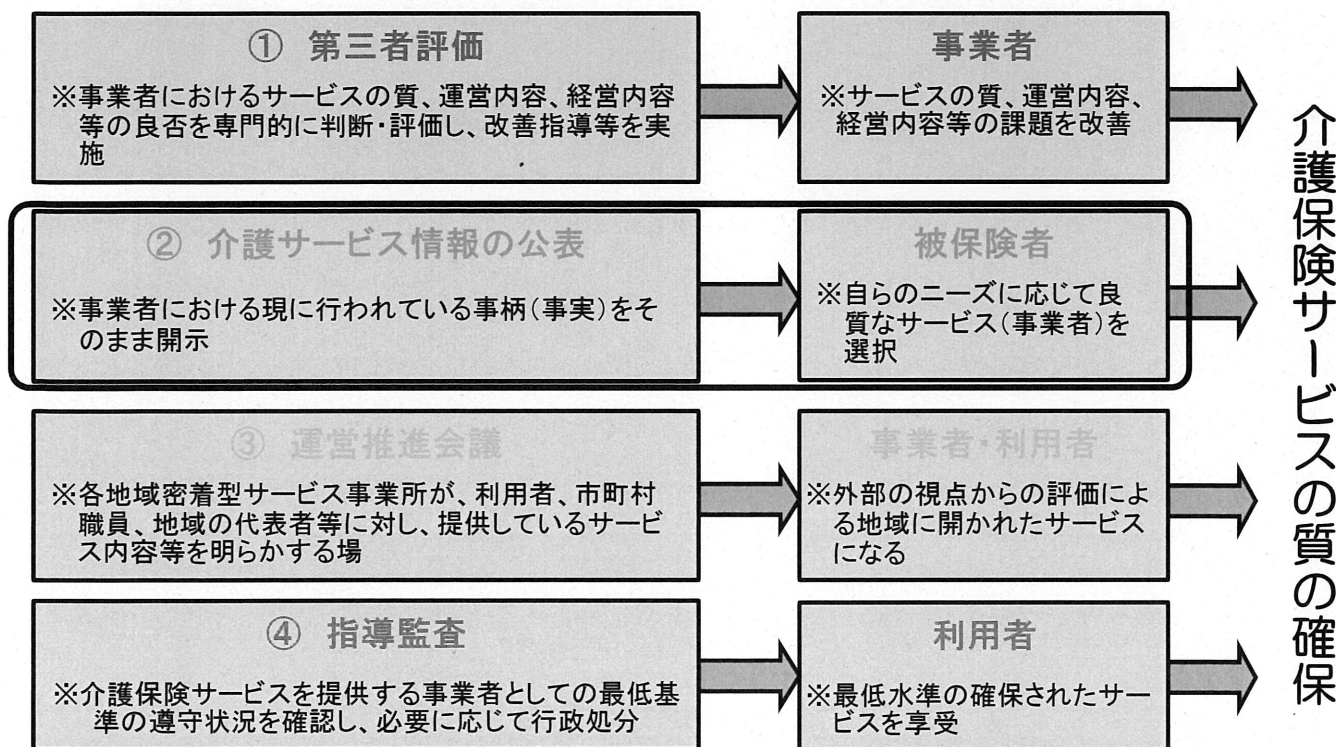 ① 第三者評価
※事業者におけるサービスの質、運営内容、経営内容
等の良否を専門的に判断・評価し、改善指導等を実
施
事業者
※サービスの質、運営内容、
経営内容等の課題を改善
② 介護サービス情報の公表
※事業者における現に行われている事柄(事実)をそ
のまま開示
被保険者
※自らのニーズに応じて良
質なサービス(事業者)を
選択
③ 運営推進会議
※各地域密着型サービス事業所が、利用者、市町村
職員、地域の代表者等に対し、提供しているサービ
ス内容等を明らかする場
事業者・利用者
※外部の視点からの評価によ
る地域に開かれたサービス
になる
④ 指導監査
※介護保険サービスを提供する事業者としての最低基
準の遵守状況を確認し、必要に応じて行政処分
利用者
※最低水準の確保されたサー
ビスを享受
介護保険サービスの質の確保